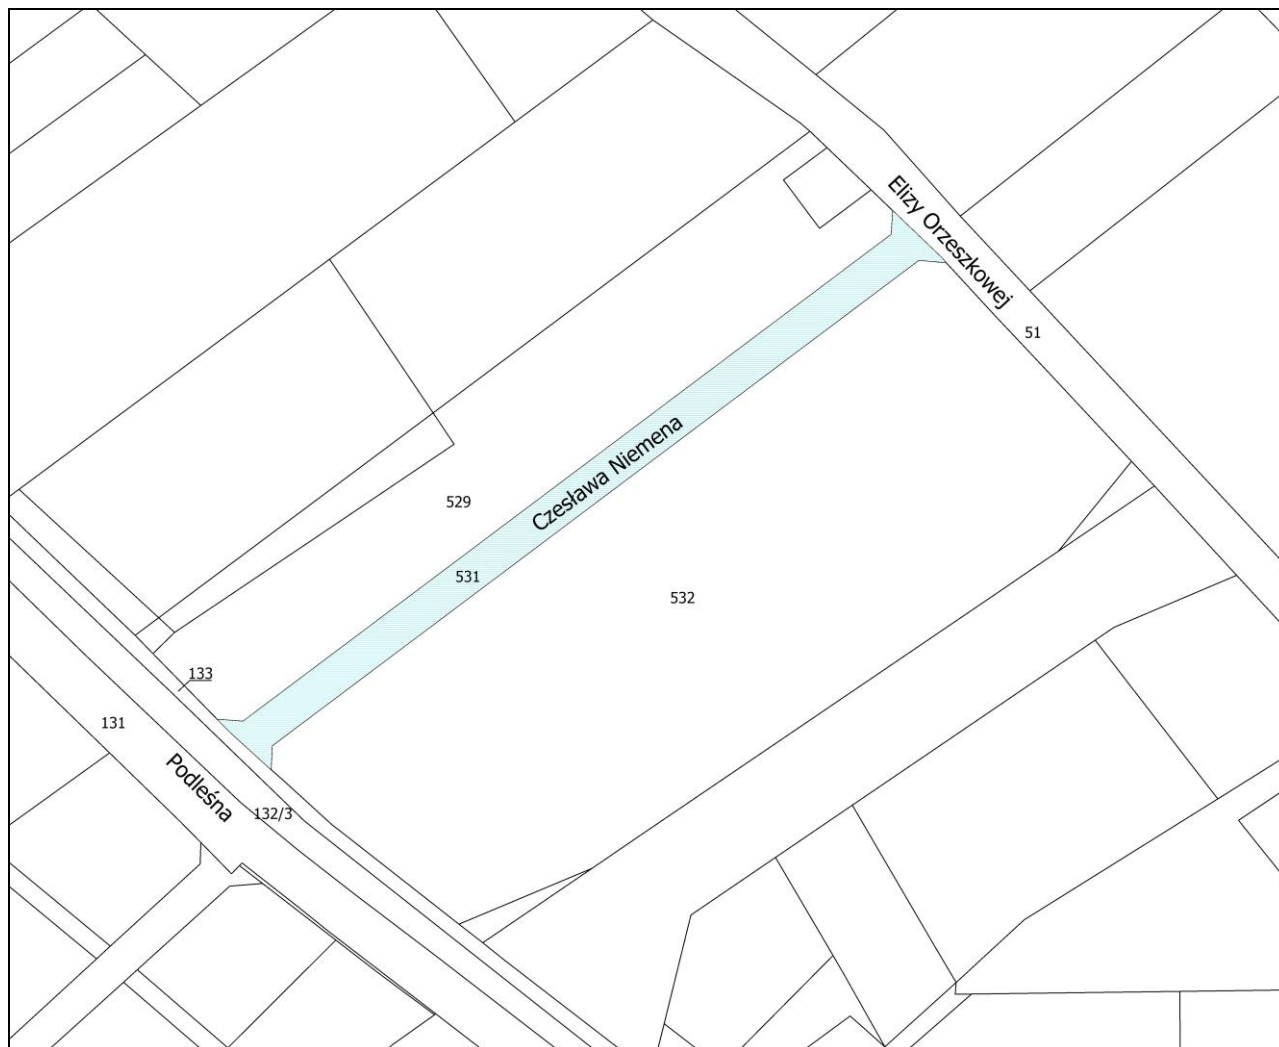 Elizy Orzeszkowej
51
Czesława Niemena
529
531
532
133
131
Podleśna
132/3